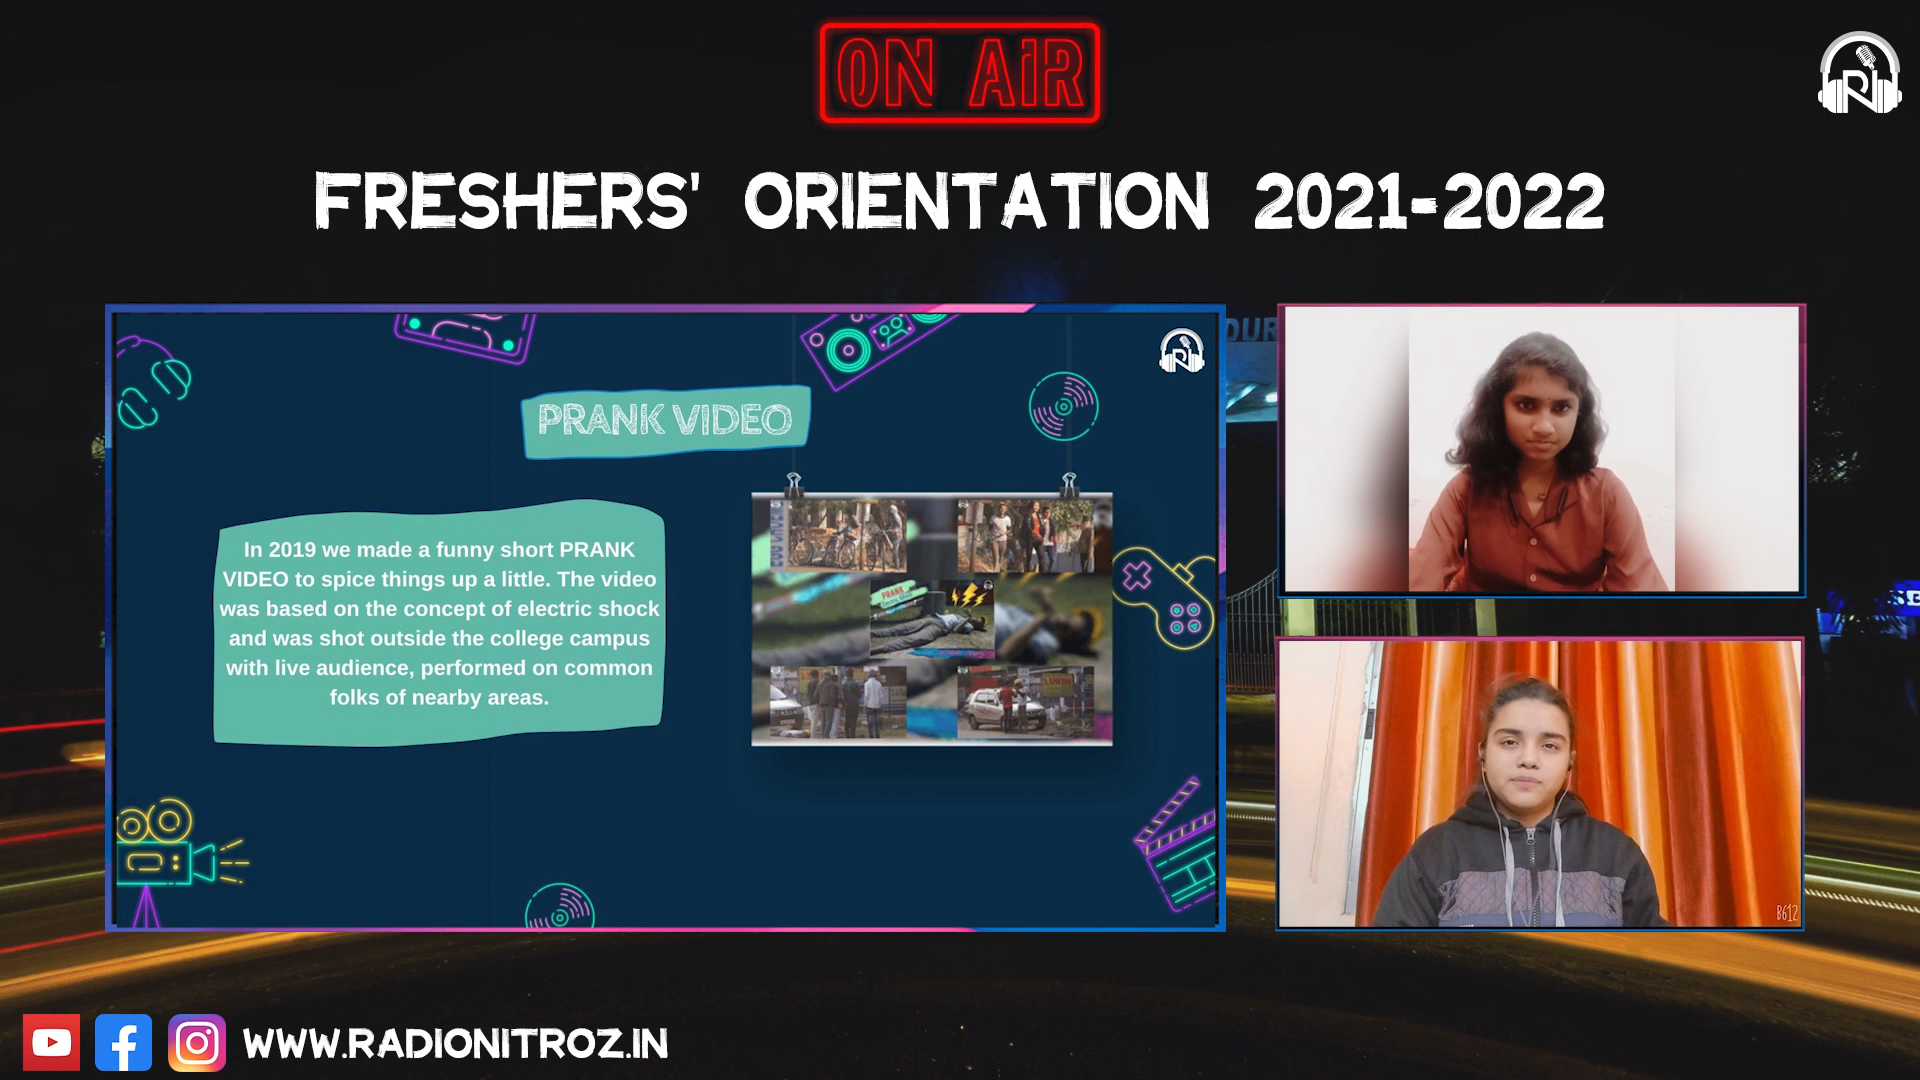 ON AIR
FRESHERS' ORIENTATION 2021-2022
PRANK VIDEO
In 2019 we made a funny short PRANK
VIDEO to spice things up a little. The video
was based on the concept of electric shock
and was shot outside the college campus
with live audience, performed on common
folks of nearby areas.
PRANK
DUR
B612
WWW.RADIONITROZ.IN